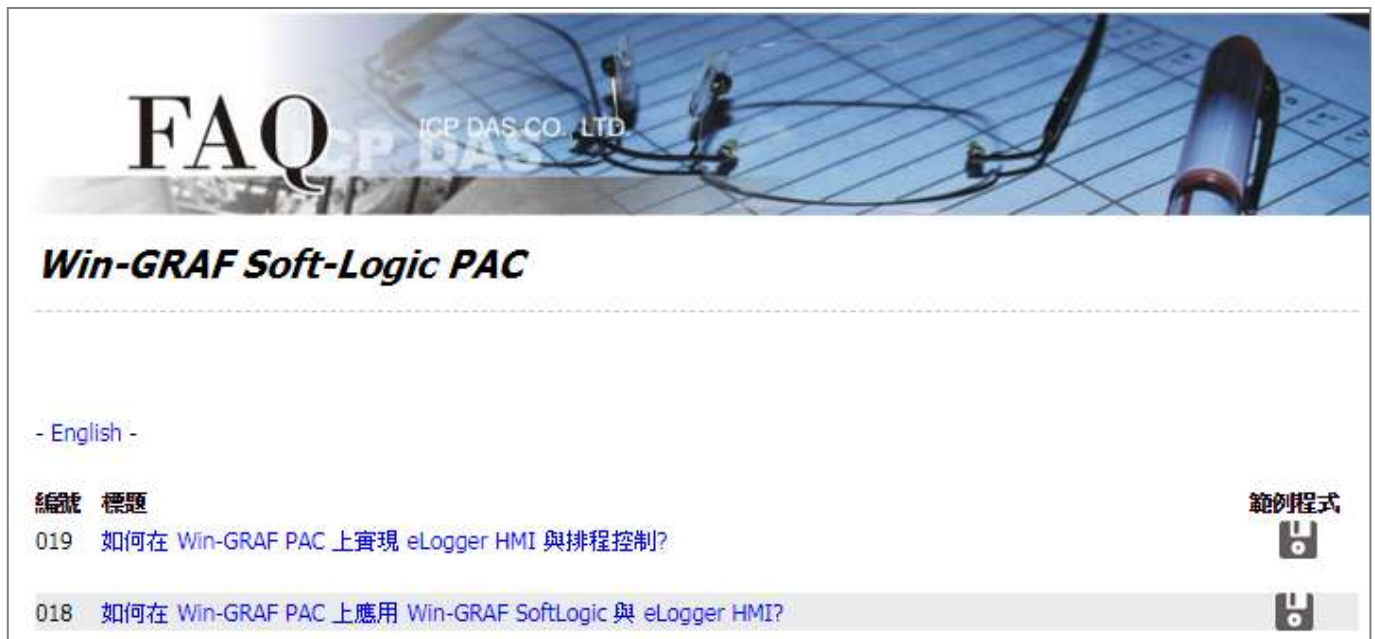 FAQ
ICP DAS CO. LTD.
ICP DAS
Win-GRAF Soft-Logic PAC
- English -
編號 標題 範例程式
019 如何在 Win-GRAF PAC 上實現 eLogger HMI 與排程控制?
018 如何在 Win-GRAF PAC 上應用 Win-GRAF SoftLogic 與 eLogger HMI?